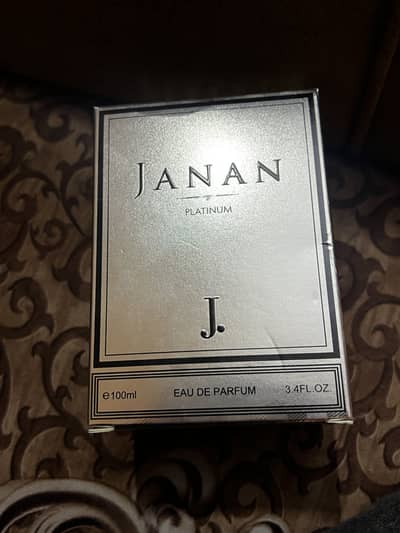 JANAN
PLATINUM
J.
℮100ml EAU DE PARFUM 3.4FL.OZ.